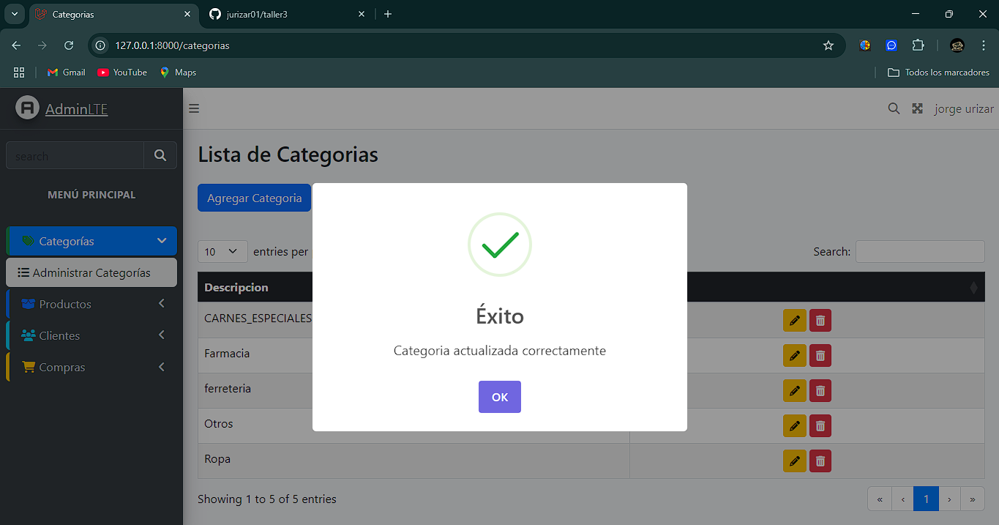 Categorias
jurizar01/taller3
127.0.0.1:8000/categorias
Gmail
YouTube
Maps
Todos los marcadores
AdminLTE
jorge urizar
search
MENÚ PRINCIPAL
Categorías
Administrar Categorías
Productos
Clientes
Compras
Lista de Categorias
Agregar Categoria
10 entries per
Search:
Descripcion
CARNES_ESPECIALES
Farmacia
ferreteria
Otros
Ropa
Showing 1 to 5 of 5 entries
« ‹ 1 › »
Éxito
Categoria actualizada correctamente
OK